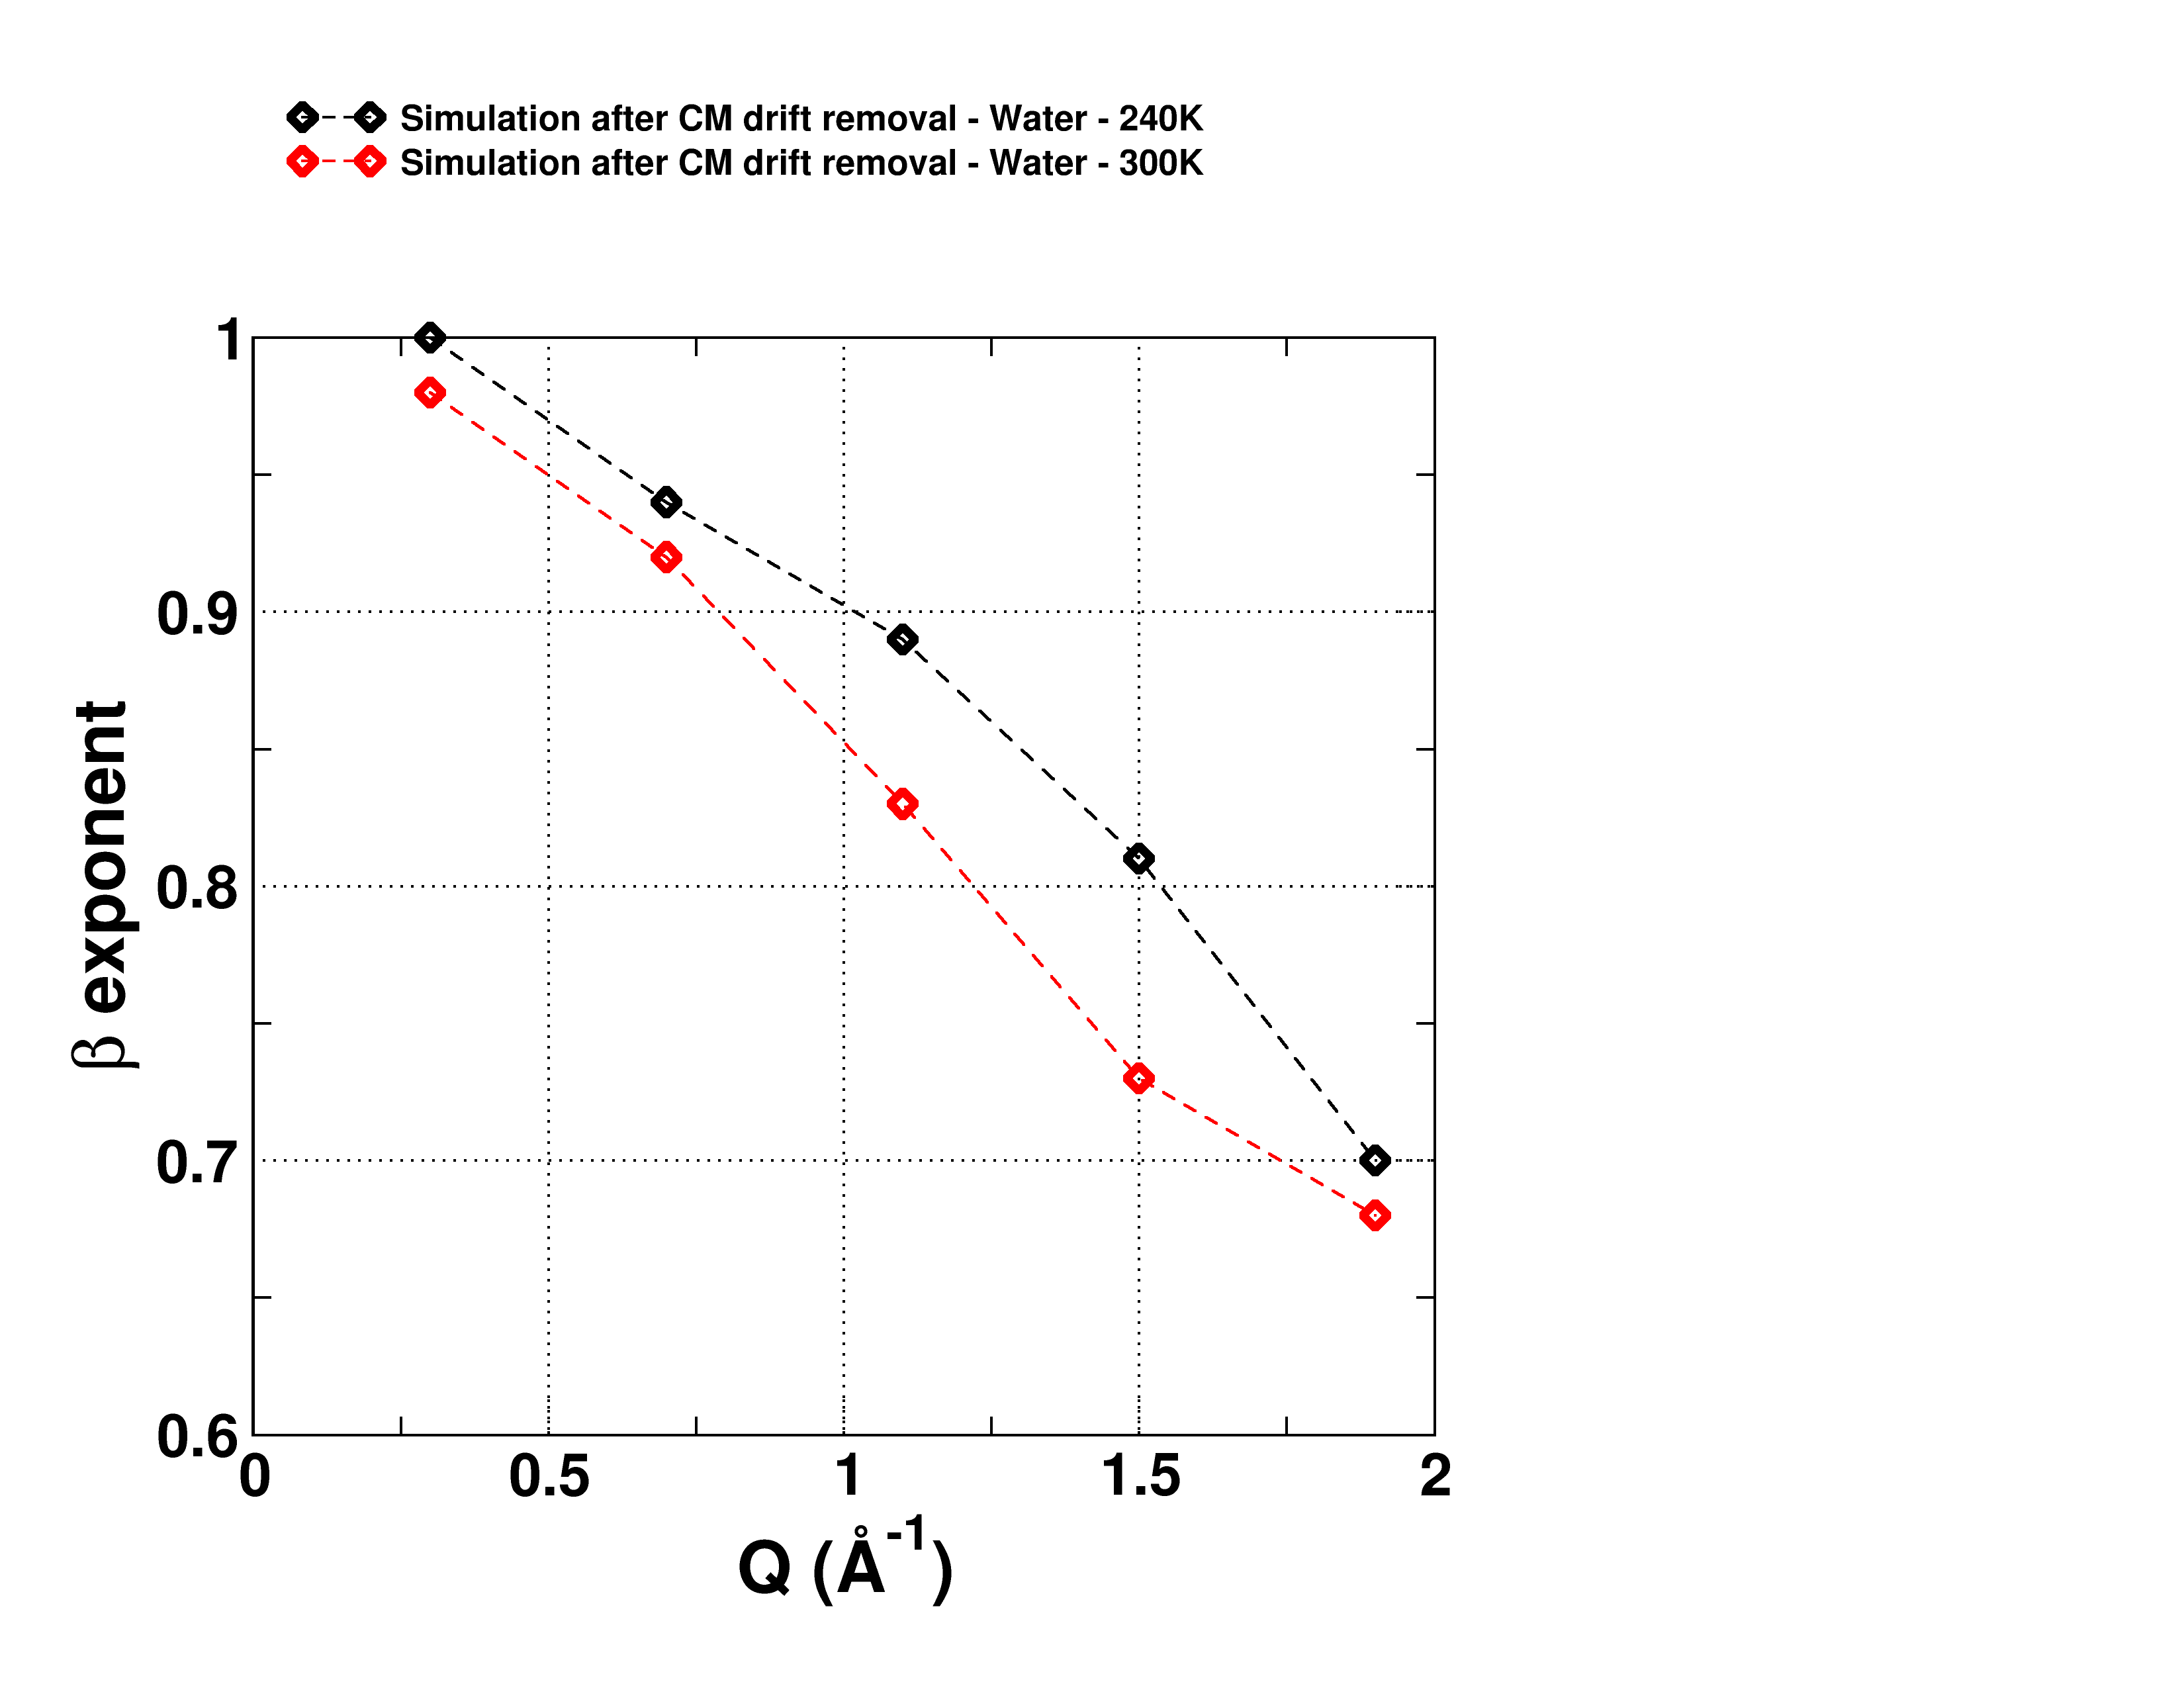 Simulation after CM drift removal - Water - 240K
Simulation after CM drift removal - Water - 300K
1
0.9
0.8
0.7
0.6
β exponent
0 0.5 1 1.5 2
Q (Å⁻¹)